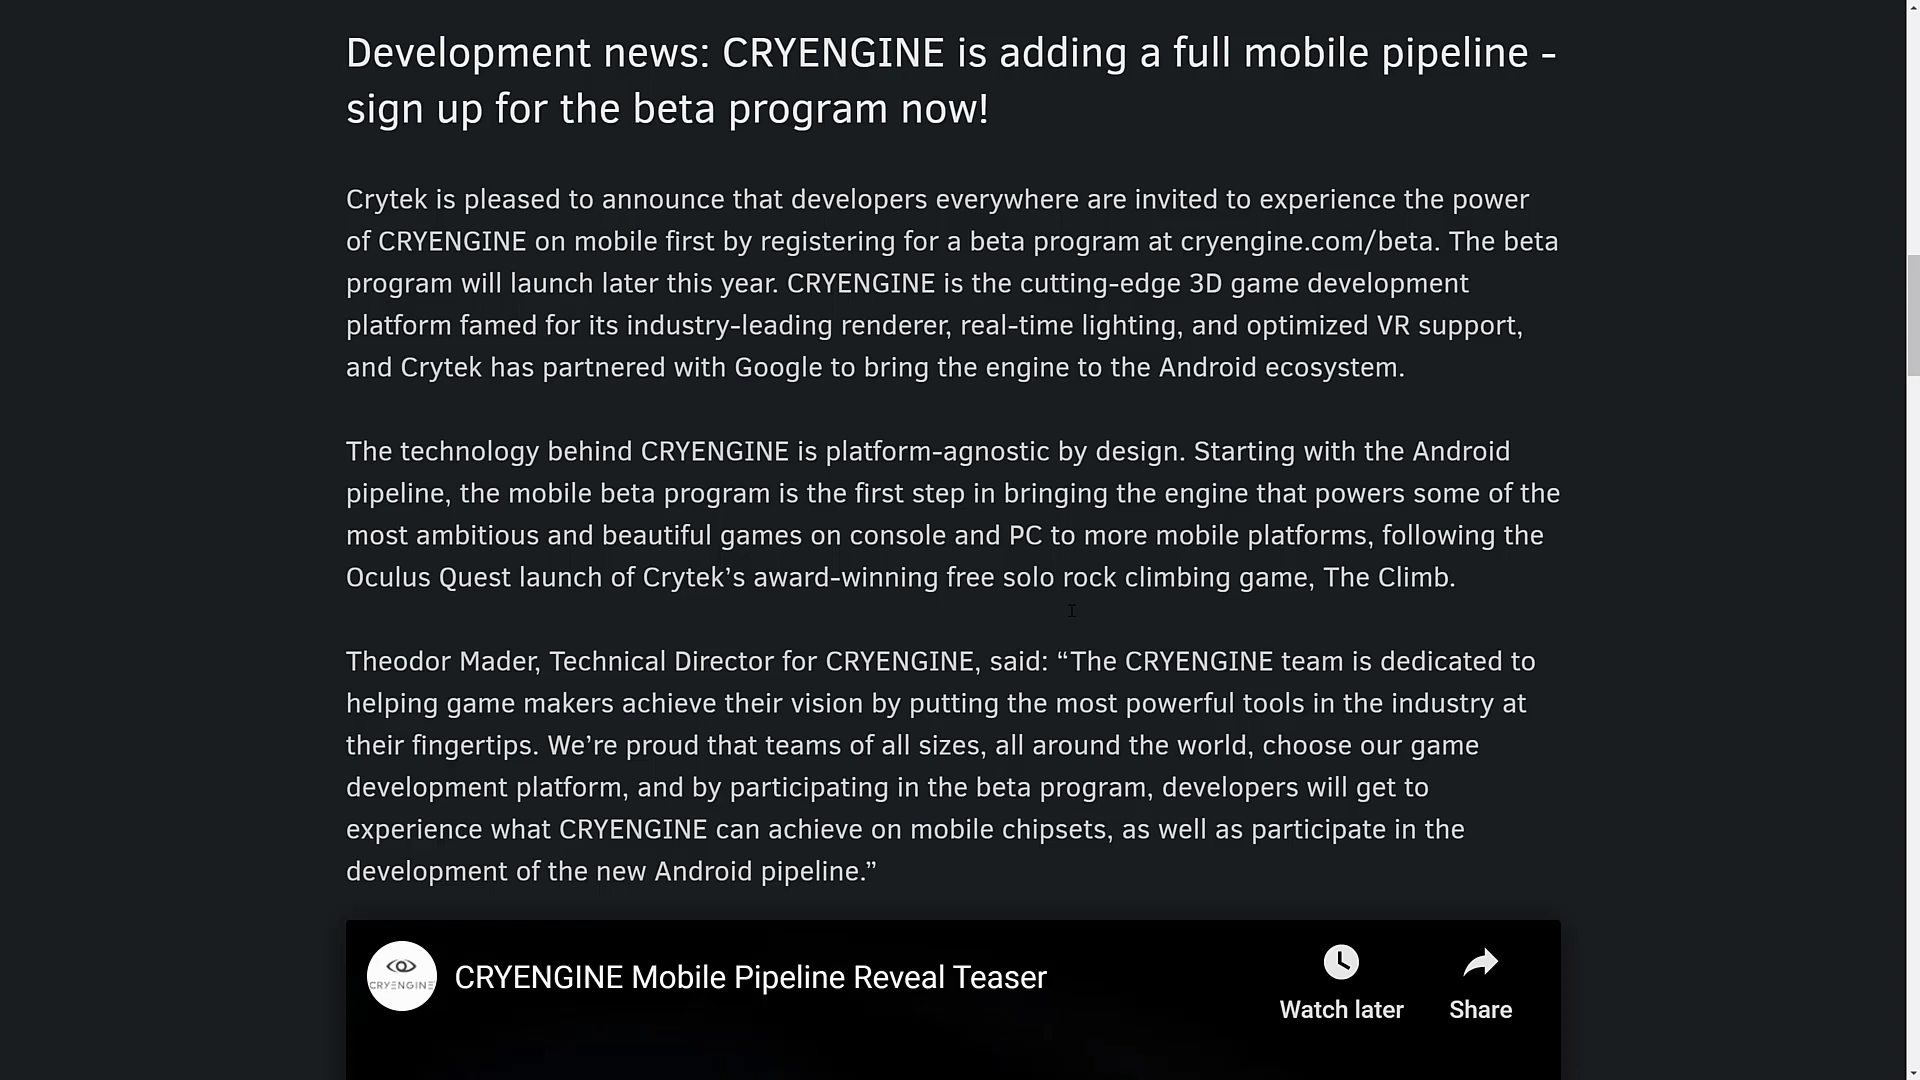 Development news: CRYENGINE is adding a full mobile pipeline -
sign up for the beta program now!
Crytek is pleased to announce that developers everywhere are invited to experience the power
of CRYENGINE on mobile first by registering for a beta program at cryengine.com/beta. The beta
program will launch later this year. CRYENGINE is the cutting-edge 3D game development
platform famed for its industry-leading renderer, real-time lighting, and optimized VR support,
and Crytek has partnered with Google to bring the engine to the Android ecosystem.
The technology behind CRYENGINE is platform-agnostic by design. Starting with the Android
pipeline, the mobile beta program is the first step in bringing the engine that powers some of the
most ambitious and beautiful games on console and PC to more mobile platforms, following the
Oculus Quest launch of Crytek’s award-winning free solo rock climbing game, The Climb.
Theodor Mader, Technical Director for CRYENGINE, said: “The CRYENGINE team is dedicated to
helping game makers achieve their vision by putting the most powerful tools in the industry at
their fingertips. We’re proud that teams of all sizes, all around the world, choose our game
development platform, and by participating in the beta program, developers will get to
experience what CRYENGINE can achieve on mobile chipsets, as well as participate in the
development of the new Android pipeline.”
CRYENGINE
CRYENGINE Mobile Pipeline Reveal Teaser
Watch later
Share